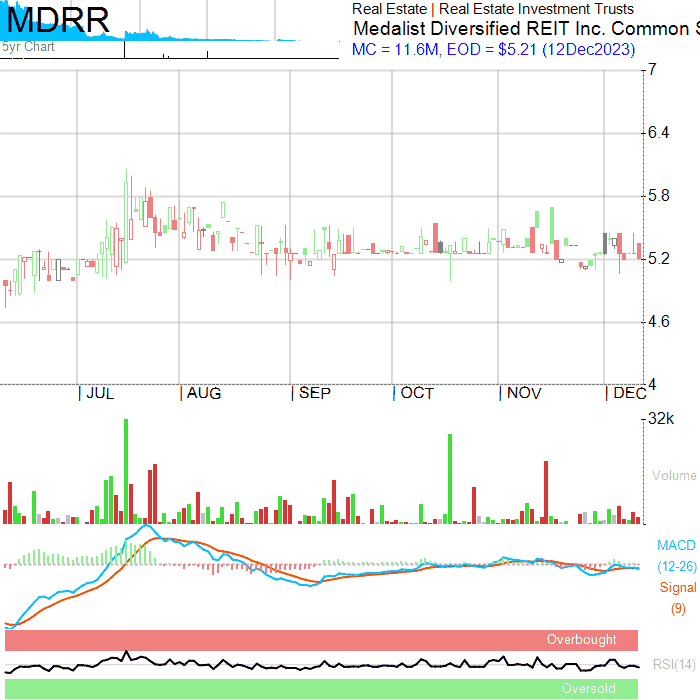 MDRR
5yr Chart
Real Estate | Real Estate Investment Trusts
Medalist Diversified REIT Inc. Common S
MC = 11.6M, EOD = $5.21 (12Dec2023)
7
6.4
5.8
5.2
4.6
4
| JUL | AUG | SEP | OCT | NOV | DEC
32k
Volume
MACD
(12-26)
Signal
(9)
Overbought
RSI(14)
Oversold